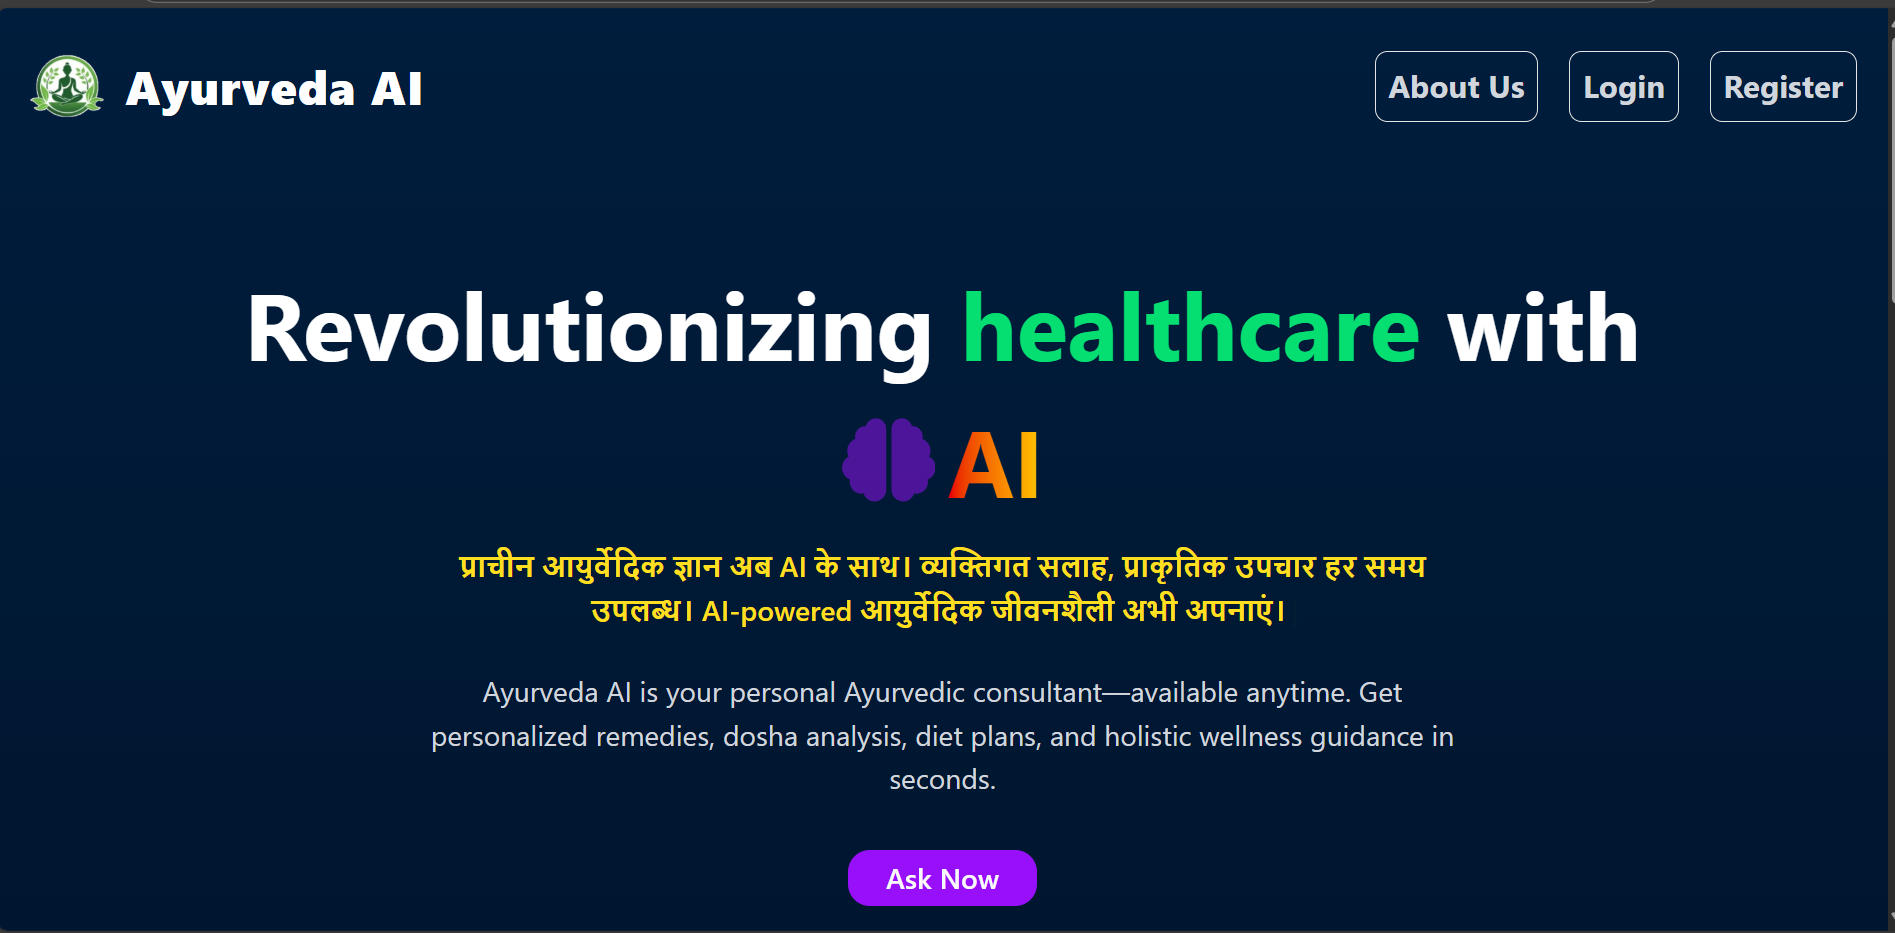 Ayurveda AI
About Us
Login
Register
Revolutionizing healthcare with
AI
प्राचीन आयुर्वेदिक ज्ञान अब AI के साथ। व्यक्तिगत सलाह, प्राकृतिक उपचार हर समय
उपलब्ध। AI-powered आयुर्वेदिक जीवनशैली अभी अपनाएं।
Ayurveda AI is your personal Ayurvedic consultant—available anytime. Get
personalized remedies, dosha analysis, diet plans, and holistic wellness guidance in
seconds.
Ask Now